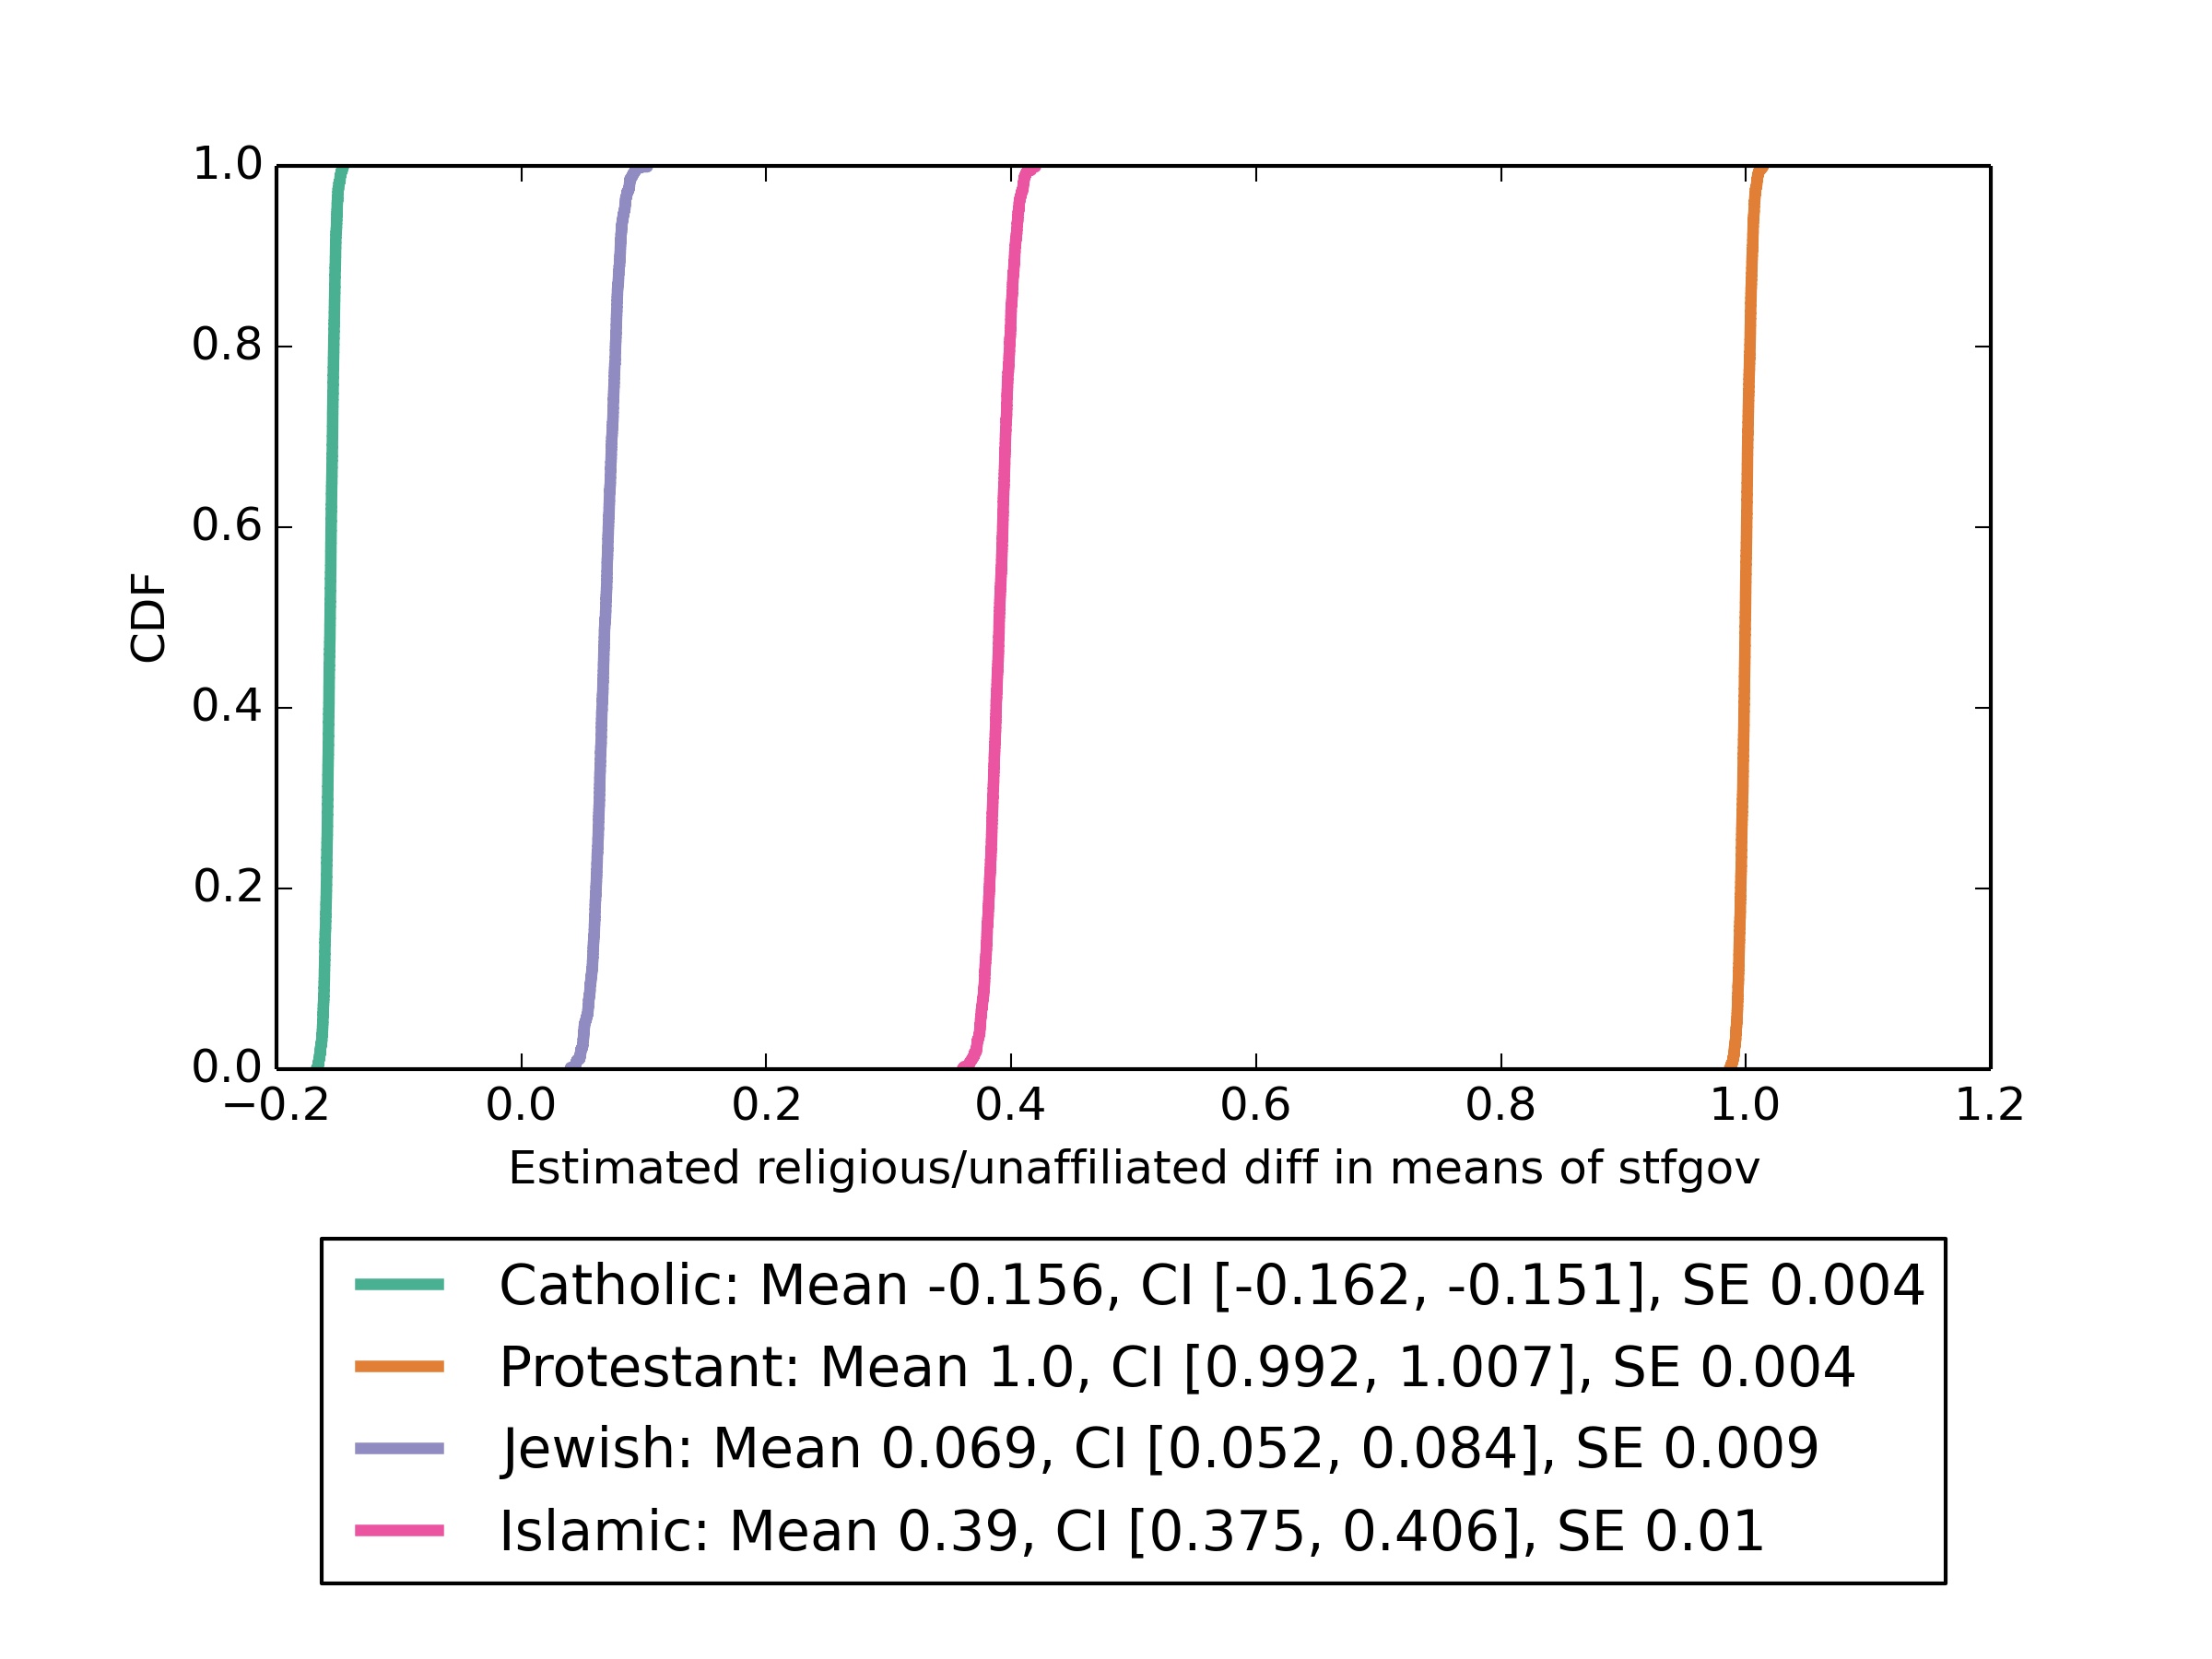 1.0
0.8
0.6
0.4
0.2
0.0
CDF
−0.2 0.0 0.2 0.4 0.6 0.8 1.0 1.2
Estimated religious/unaffiliated diff in means of stfgov
Catholic: Mean -0.156, CI [-0.162, -0.151], SE 0.004
Protestant: Mean 1.0, CI [0.992, 1.007], SE 0.004
Jewish: Mean 0.069, CI [0.052, 0.084], SE 0.009
Islamic: Mean 0.39, CI [0.375, 0.406], SE 0.01